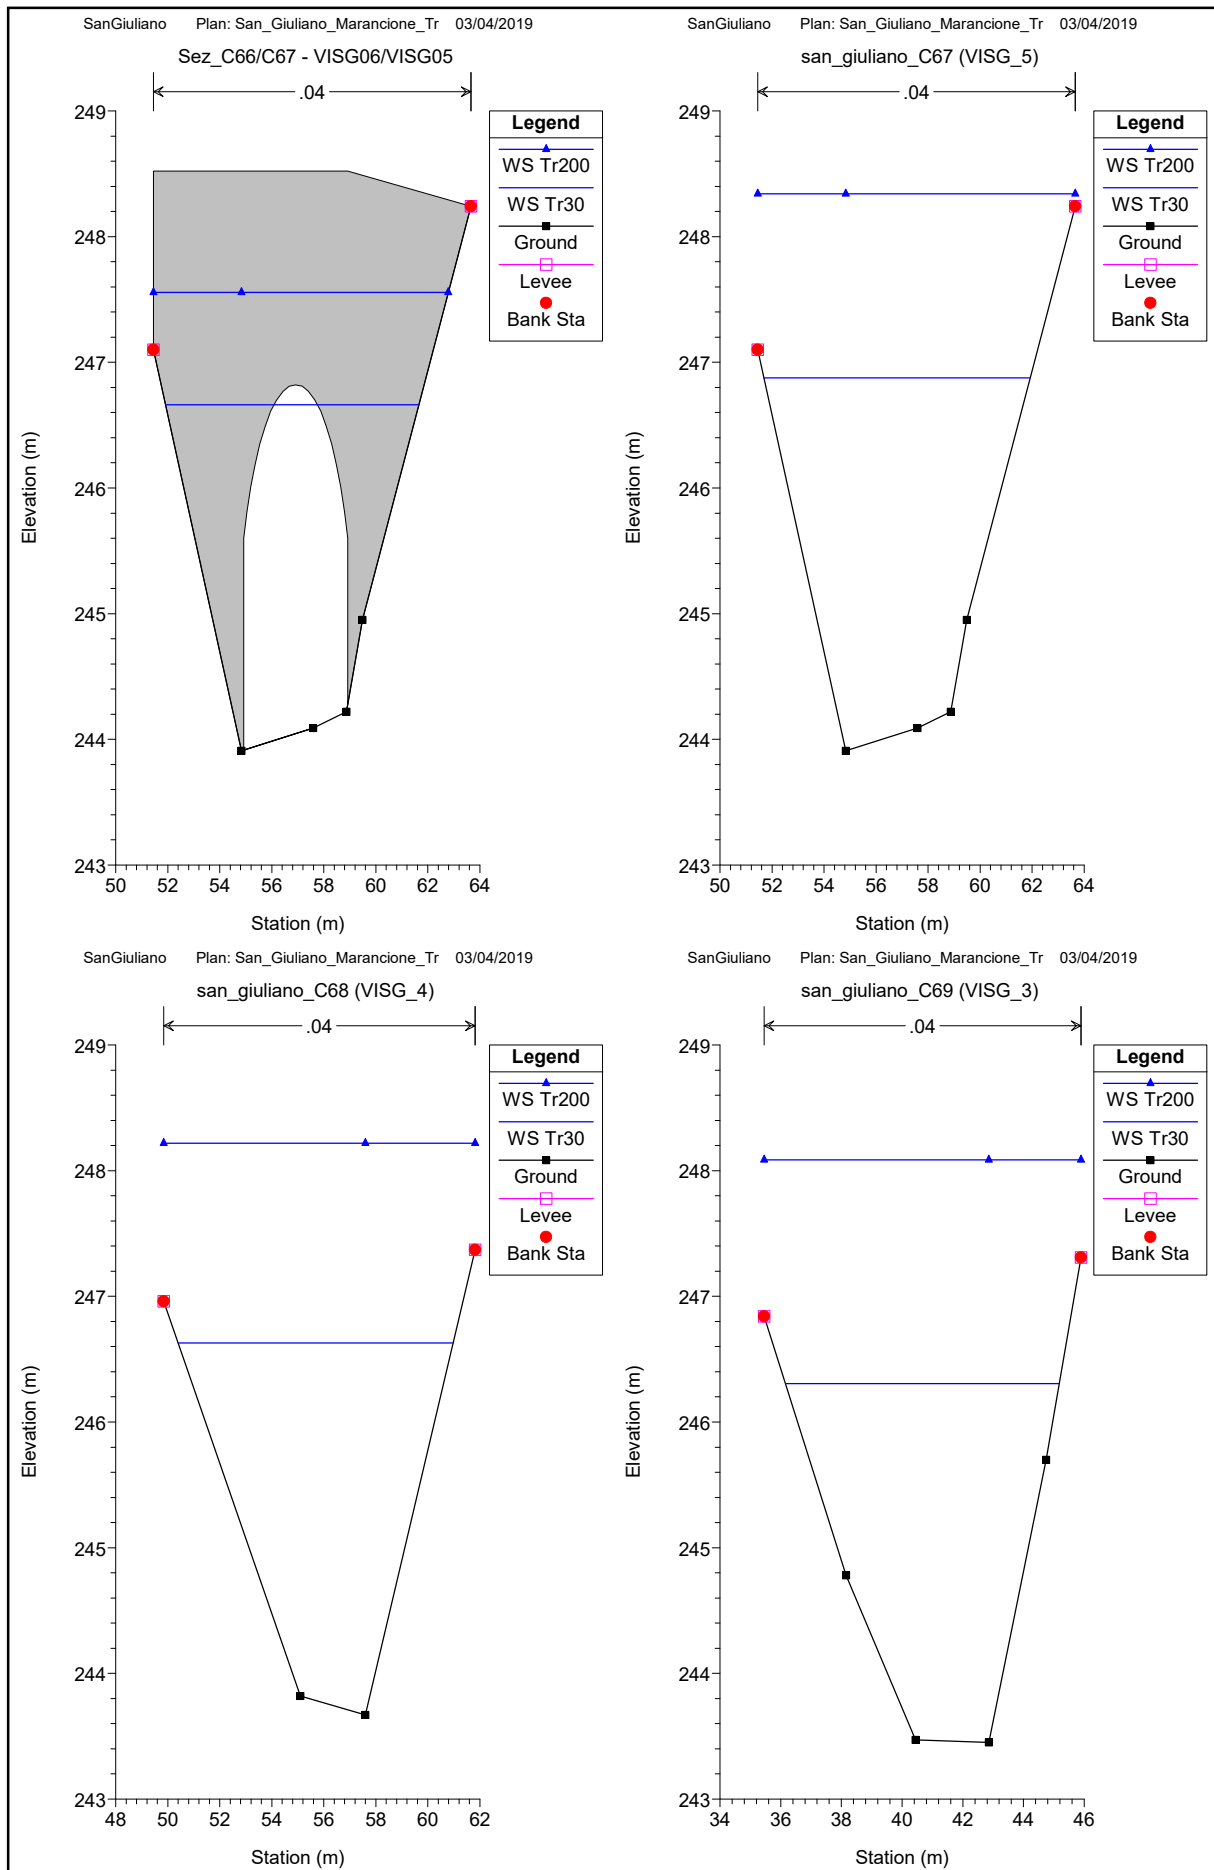 SanGiuliano Plan: San_Giuliano_Marancione_Tr 03/04/2019
Sez_C66/C67 - VISG06/VISG05
.04
249
248
247
246
245
244
243
Elevation (m)
50 52 54 56 58 60 62 64
Station (m)
Legend
WS Tr200
WS Tr30
Ground
Levee
Bank Sta
SanGiuliano Plan: San_Giuliano_Marancione_Tr 03/04/2019
san_giuliano_C67 (VISG_5)
.04
249
248
247
246
245
244
243
Elevation (m)
50 52 54 56 58 60 62 64
Station (m)
Legend
WS Tr200
WS Tr30
Ground
Levee
Bank Sta
SanGiuliano Plan: San_Giuliano_Marancione_Tr 03/04/2019
san_giuliano_C68 (VISG_4)
.04
249
248
247
246
245
244
243
Elevation (m)
48 50 52 54 56 58 60 62
Station (m)
Legend
WS Tr200
WS Tr30
Ground
Levee
Bank Sta
SanGiuliano Plan: San_Giuliano_Marancione_Tr 03/04/2019
san_giuliano_C69 (VISG_3)
.04
249
248
247
246
245
244
243
Elevation (m)
34 36 38 40 42 44 46
Station (m)
Legend
WS Tr200
WS Tr30
Ground
Levee
Bank Sta